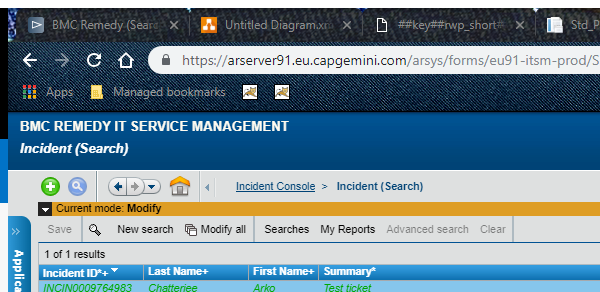 BMC Remedy (Sear
Untitled Diagram.x
##key##rwp_short#
Std_P
https://arserver91.eu.capgemini.com/arsys/forms/eu91-itsm-prod/S
Apps Managed bookmarks
BMC REMEDY IT SERVICE MANAGEMENT
Incident (Search)
Incident Console > Incident (Search)
Current mode: Modify
Save New search Modify all Searches My Reports Advanced search Clear
1 of 1 results
Incident ID*+ Last Name+ First Name+ Summary*
INCIN0009764983 Chatterjee Arko Test ticket
Applica